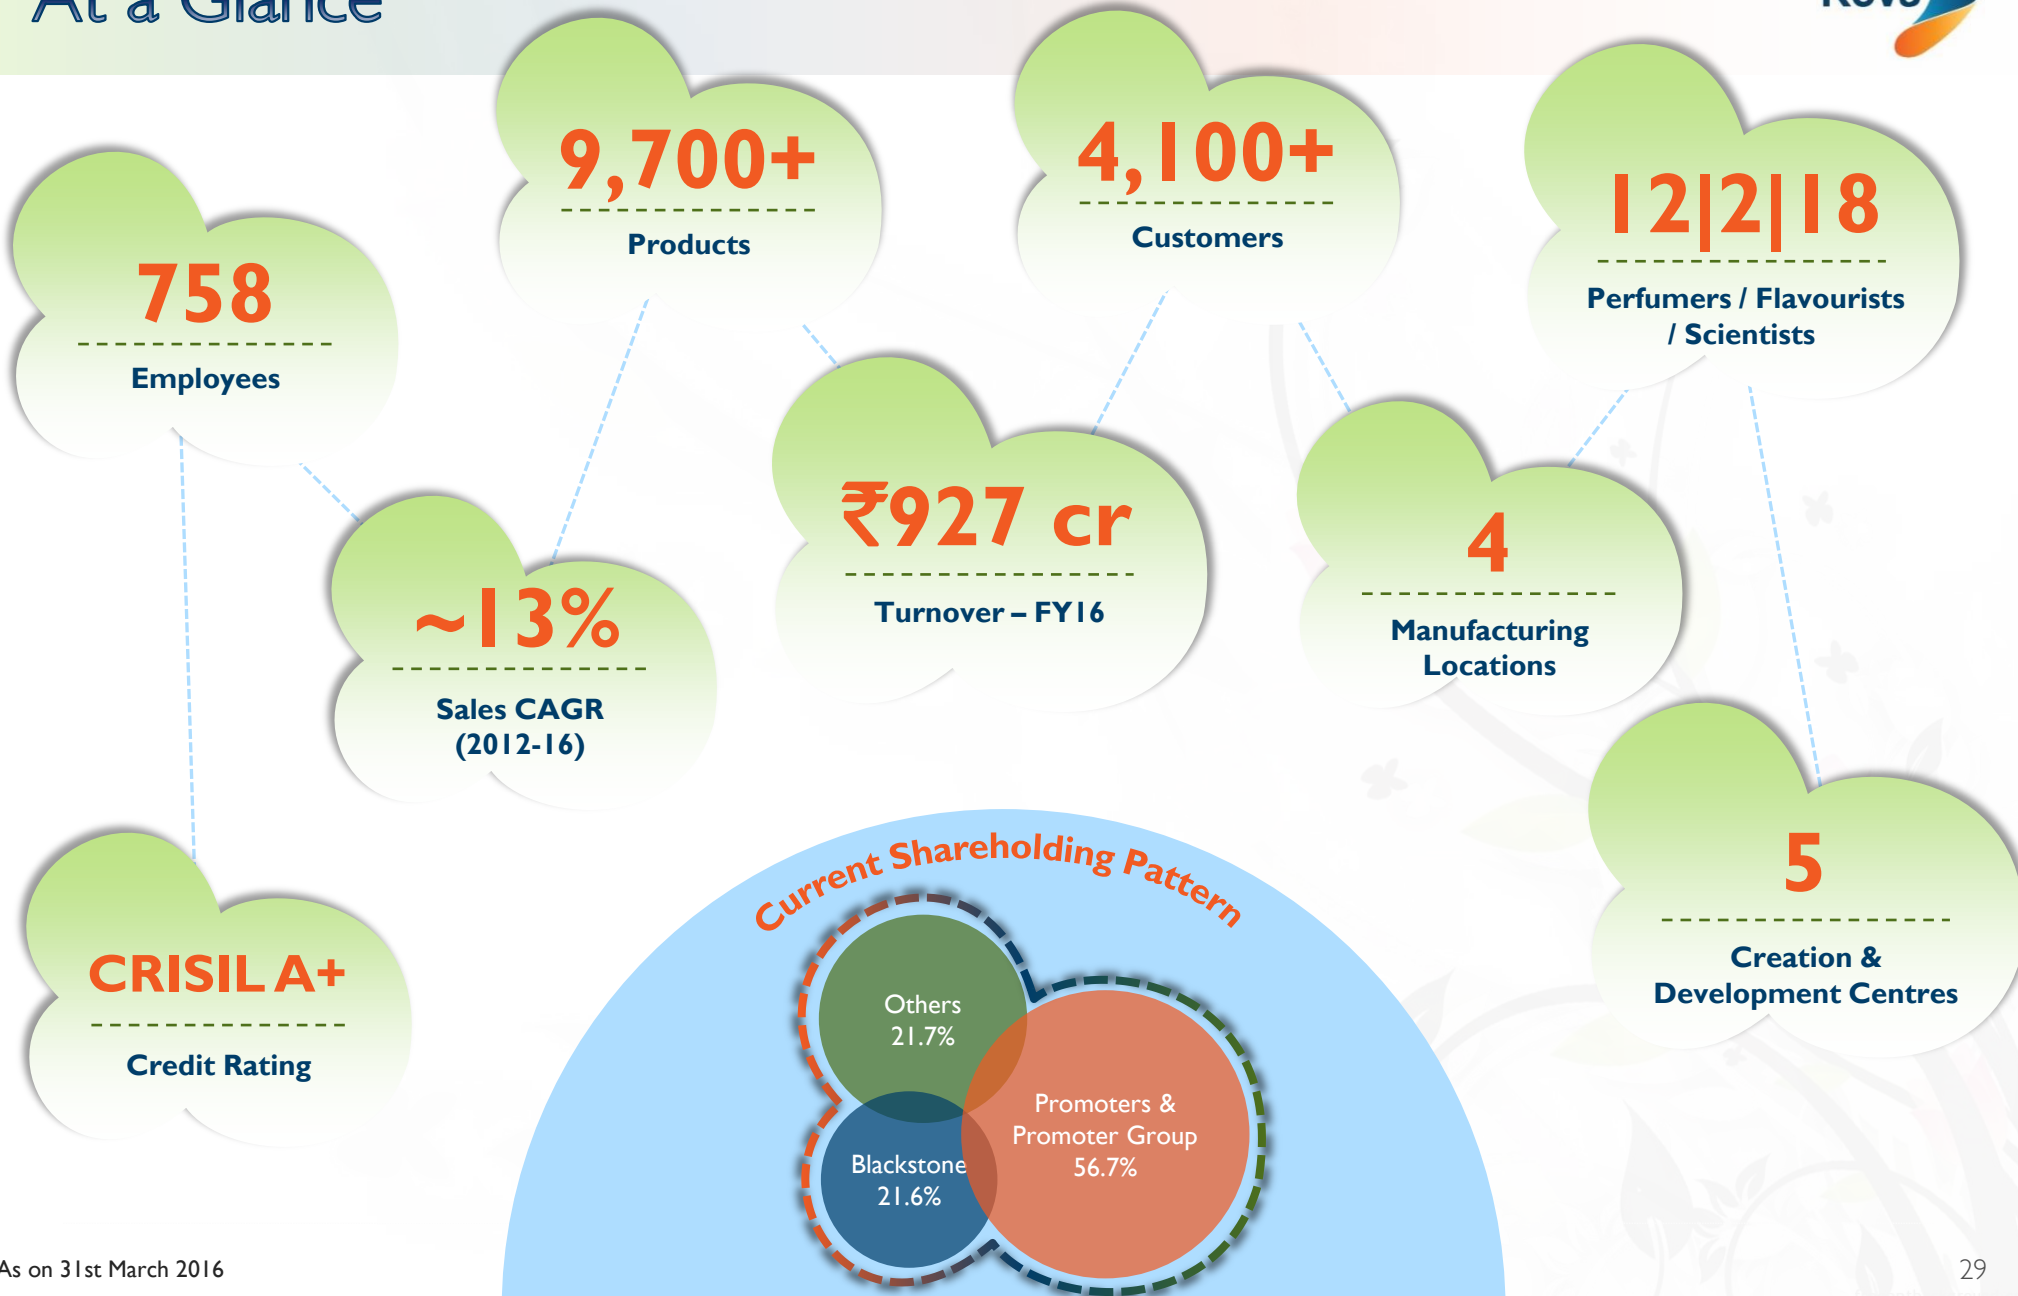 At a Glance
9,700+
Products
4,100+
Customers
12|2|18
Perfumers / Flavourists
/ Scientists
758
Employees
~13%
Sales CAGR
(2012-16)
₹927 cr
Turnover – FY16
4
Manufacturing
Locations
5
Creation &
Development Centres
CRISIL A+
Credit Rating
Current Shareholding Pattern
Others
21.7%
Promoters &
Promoter Group
56.7%
Blackstone
21.6%
As on 31st March 2016
29